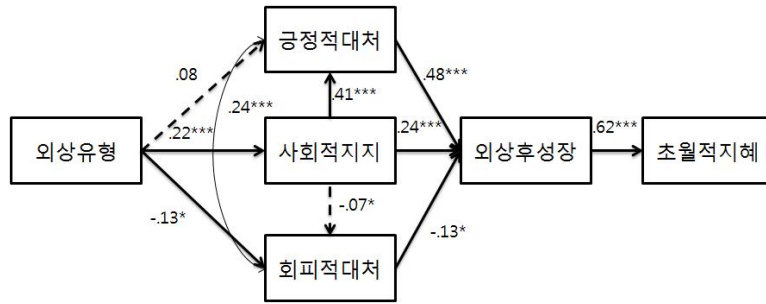 긍정적대처
.08
.48***
.24***
.41***
외상유형
.22***
사회적지지
.24***
외상후성장
.62***
초월적지혜
-.13*
-.07*
-.13*
회피적대처